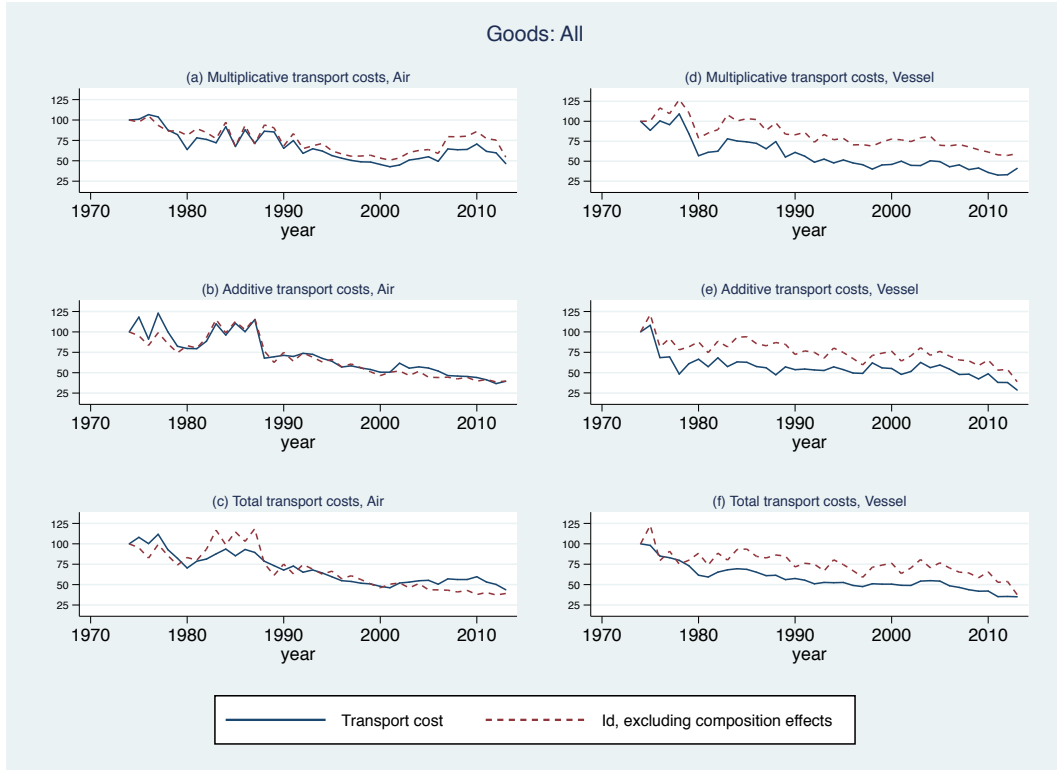 Goods: All
(a) Multiplicative transport costs, Air
125
100
75
50
25
1970 1980 1990 2000 2010
year
(d) Multiplicative transport costs, Vessel
125
100
75
50
25
1970 1980 1990 2000 2010
year
(b) Additive transport costs, Air
125
100
75
50
25
1970 1980 1990 2000 2010
year
(e) Additive transport costs, Vessel
125
100
75
50
25
1970 1980 1990 2000 2010
year
(c) Total transport costs, Air
125
100
75
50
25
1970 1980 1990 2000 2010
year
(f) Total transport costs, Vessel
125
100
75
50
25
1970 1980 1990 2000 2010
year
Transport cost Id, excluding composition effects